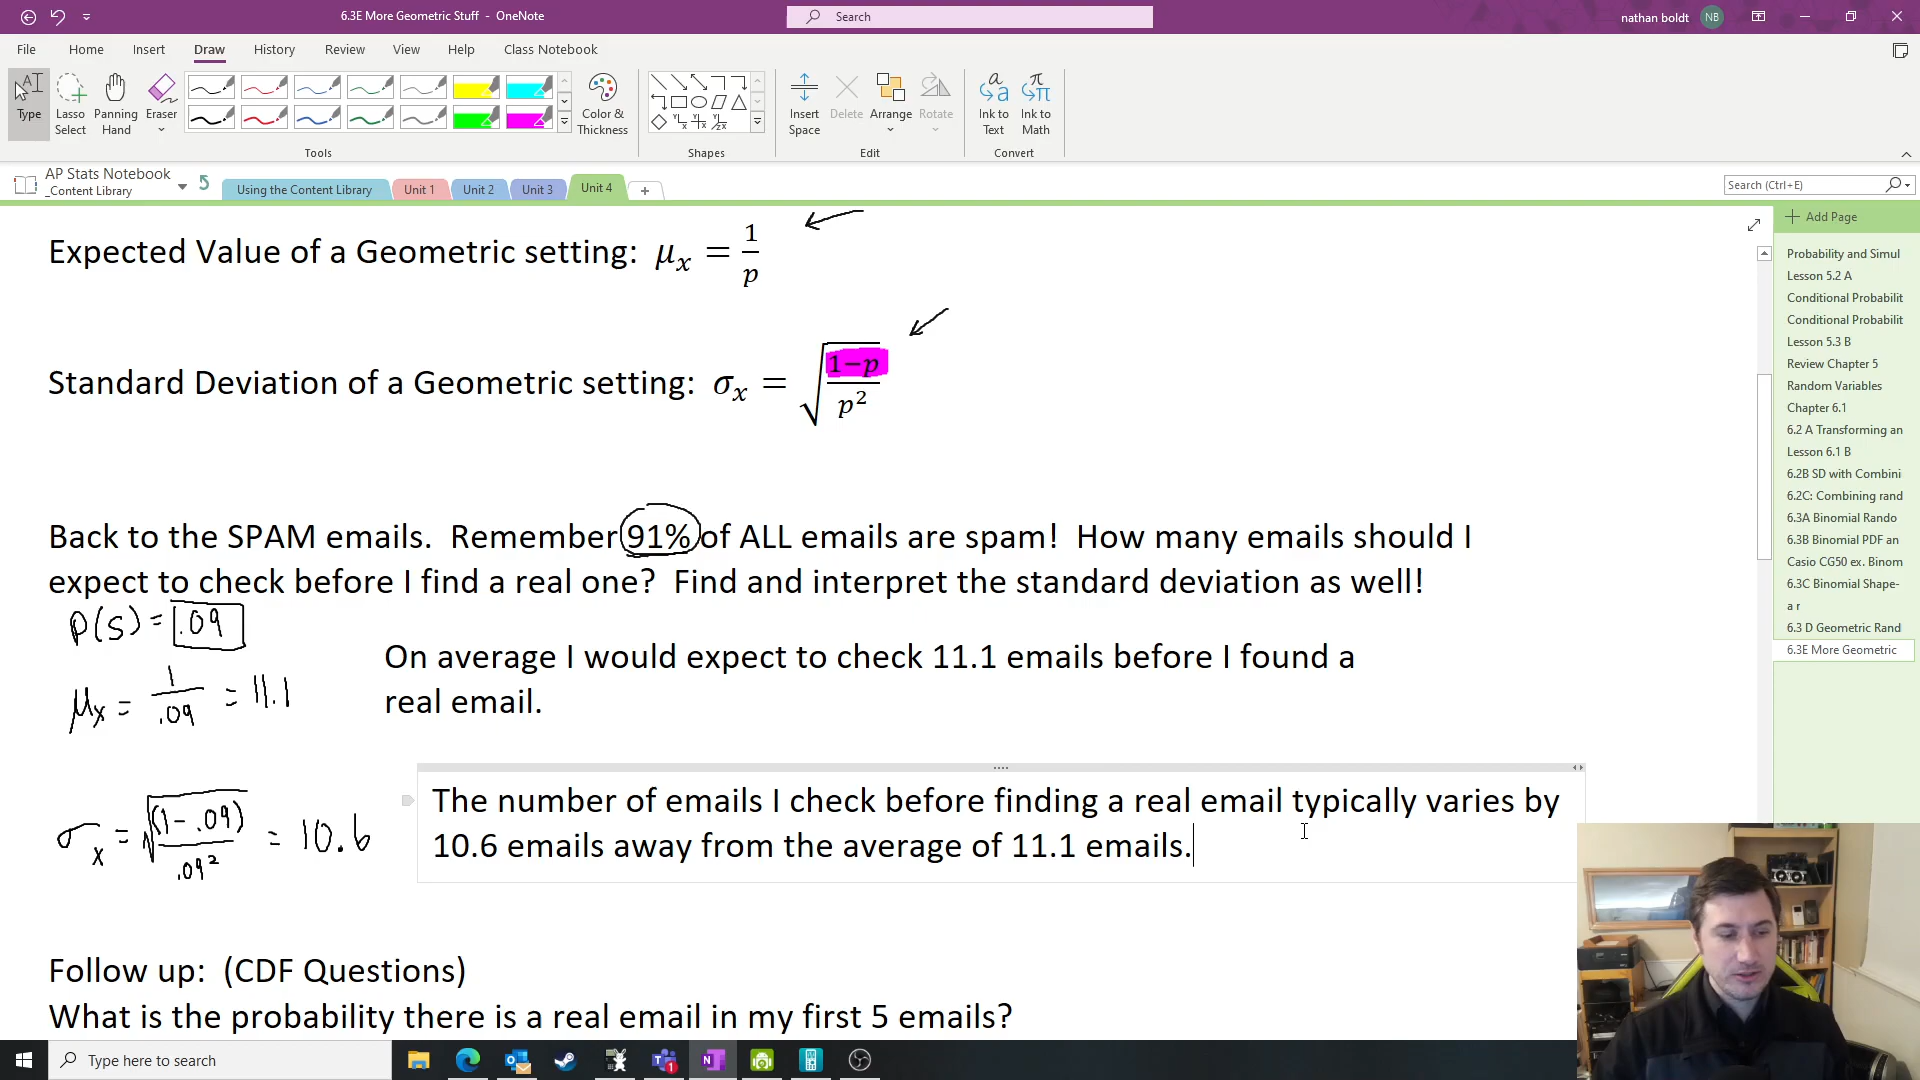 6.3E More Geometric Stuff - OneNote
Search
nathan boldt
NB
File Home Insert Draw History Review View Help Class Notebook
Type
Lasso Select
Panning Hand
Eraser
Color & Thickness
Insert Space
Delete
Arrange
Rotate
Ink to Text
Ink to Math
Tools
Shapes
Edit
Convert
AP Stats Notebook
_Content Library
Using the Content Library
Unit 1
Unit 2
Unit 3
Unit 4
Search (Ctrl+E)
Add Page
Expected Value of a Geometric setting: μx = 1/p
Standard Deviation of a Geometric setting: σx = √((1−p)/p²)
Back to the SPAM emails. Remember 91% of ALL emails are spam! How many emails should I
expect to check before I find a real one? Find and interpret the standard deviation as well!
P(S) = .09
On average I would expect to check 11.1 emails before I found a
real email.
μx = 1/.09 = 11.1
The number of emails I check before finding a real email typically varies by
10.6 emails away from the average of 11.1 emails.
σx = √((1-.09)/.09²) = 10.6
Follow up: (CDF Questions)
What is the probability there is a real email in my first 5 emails?
Probability and Simul
Lesson 5.2 A
Conditional Probabilit
Conditional Probabilit
Lesson 5.3 B
Review Chapter 5
Random Variables
Chapter 6.1
6.2 A Transforming an
Lesson 6.1 B
6.2B SD with Combini
6.2C: Combining rand
6.3A Binomial Rando
6.3B Binomial PDF an
Casio CG50 ex. Binom
6.3C Binomial Shape-
a r
6.3 D Geometric Rand
6.3E More Geometric
Type here to search